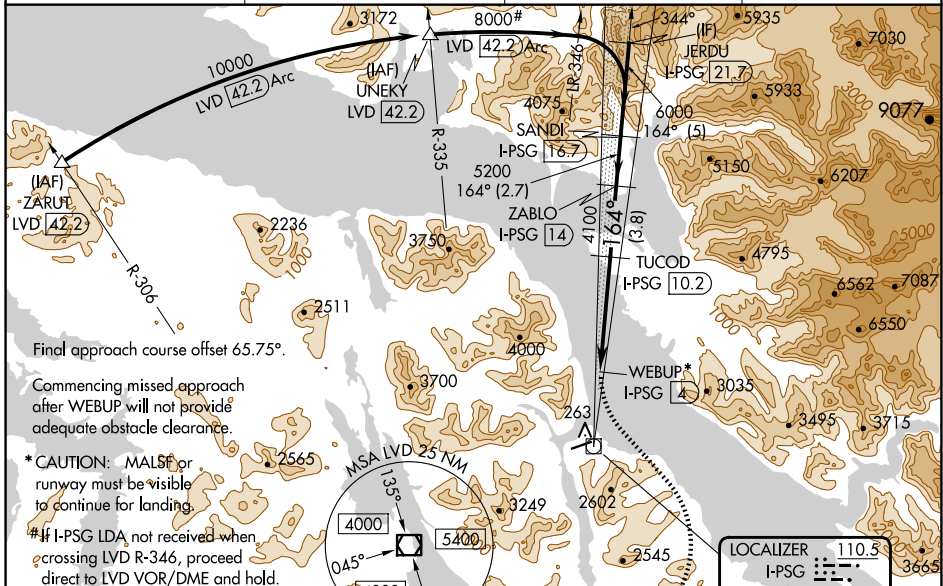 3172
8000#
LVD 42.2 Arc
344°
(IF)
JERDU
I-PSG 21.7
5935
7030
10000
LVD 42.2 Arc
(IAF)
UNEKY
LVD 42.2
LR-346
4075
5933
3000
9077
6000
164° (5)
SANDI
I-PSG 16.7
R-335
5150
6207
(IAF)
ZARUT
LVD 42.2
5200
164° (2.7)
ZABLO
I-PSG 14
4100
164°
(3.8)
2236
1000
3750
5000
TUCOD
I-PSG 10.2
4795
6562
7087
R-306
2511
1000
6550
4000
Final approach course offset 65.75°.
WEBUP*
I-PSG 4
3035
3700
Commencing missed approach
after WEBUP will not provide
adequate obstacle clearance.
263
3495
3715
2565
* CAUTION: MALSF or
runway must be visible
to continue for landing.
MSA LVD 25 NM
135°
4000
5400
045°
3249
2602
2545
# If I-PSG LDA not received when
crossing LVD R-346, proceed
direct to LVD VOR/DME and hold.
LOCALIZER 110.5
I-PSG
3665